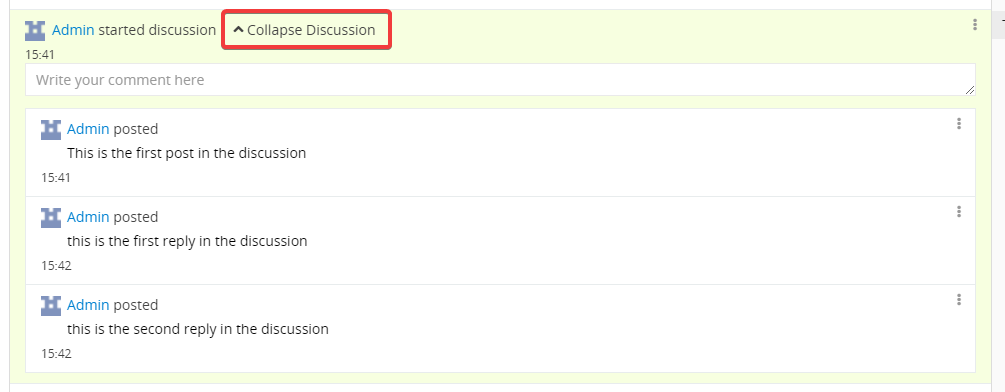 Admin started discussion Collapse Discussion
15:41
Write your comment here
Admin posted
This is the first post in the discussion
15:41
Admin posted
this is the first reply in the discussion
15:42
Admin posted
this is the second reply in the discussion
15:42